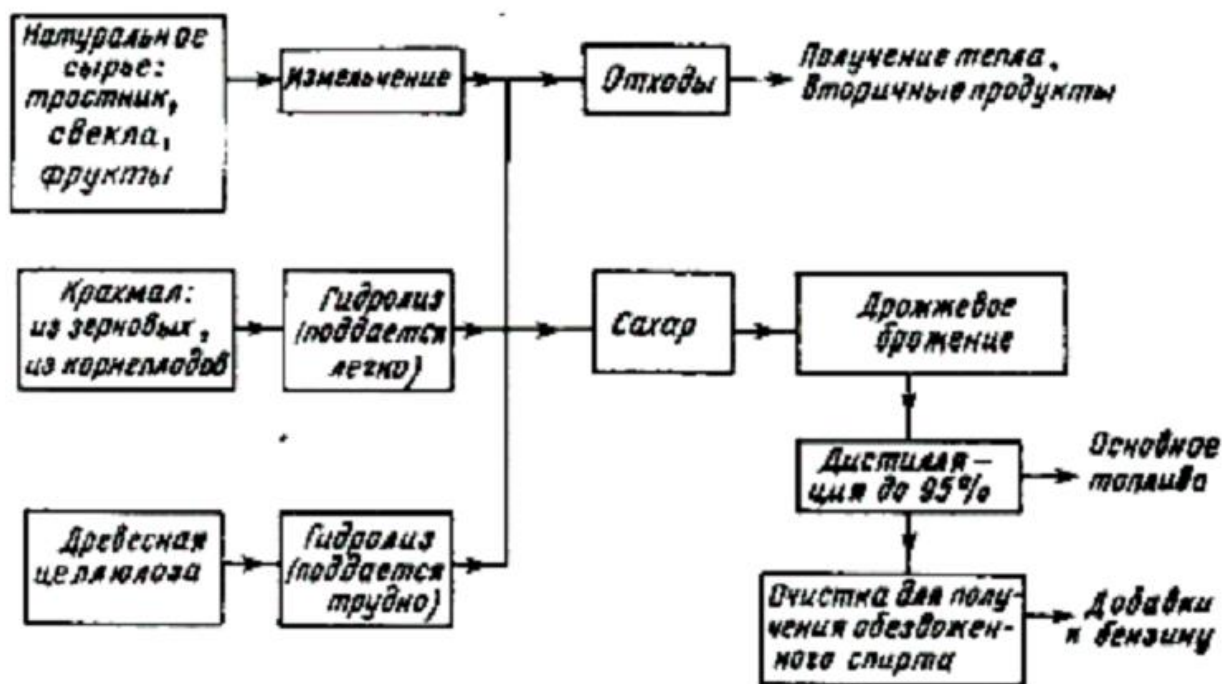 Натуральное
сырье:
тростник,
свекла,
фрукты
Измельчение
Отходы
Получение тепла,
вторичные продукты
Крахмал:
из зерновых,
из корнеплодов
Гидролиз
(поддается
легко)
Сахар
Дрожжевое
брожение
Дистилля-
ция до 95%
Основное
топливо
Древесная
целлюлоза
Гидролиз
(поддается
трудно)
Очистка для полу-
чения обезвожен-
ного спирта
Добавки
к бензину